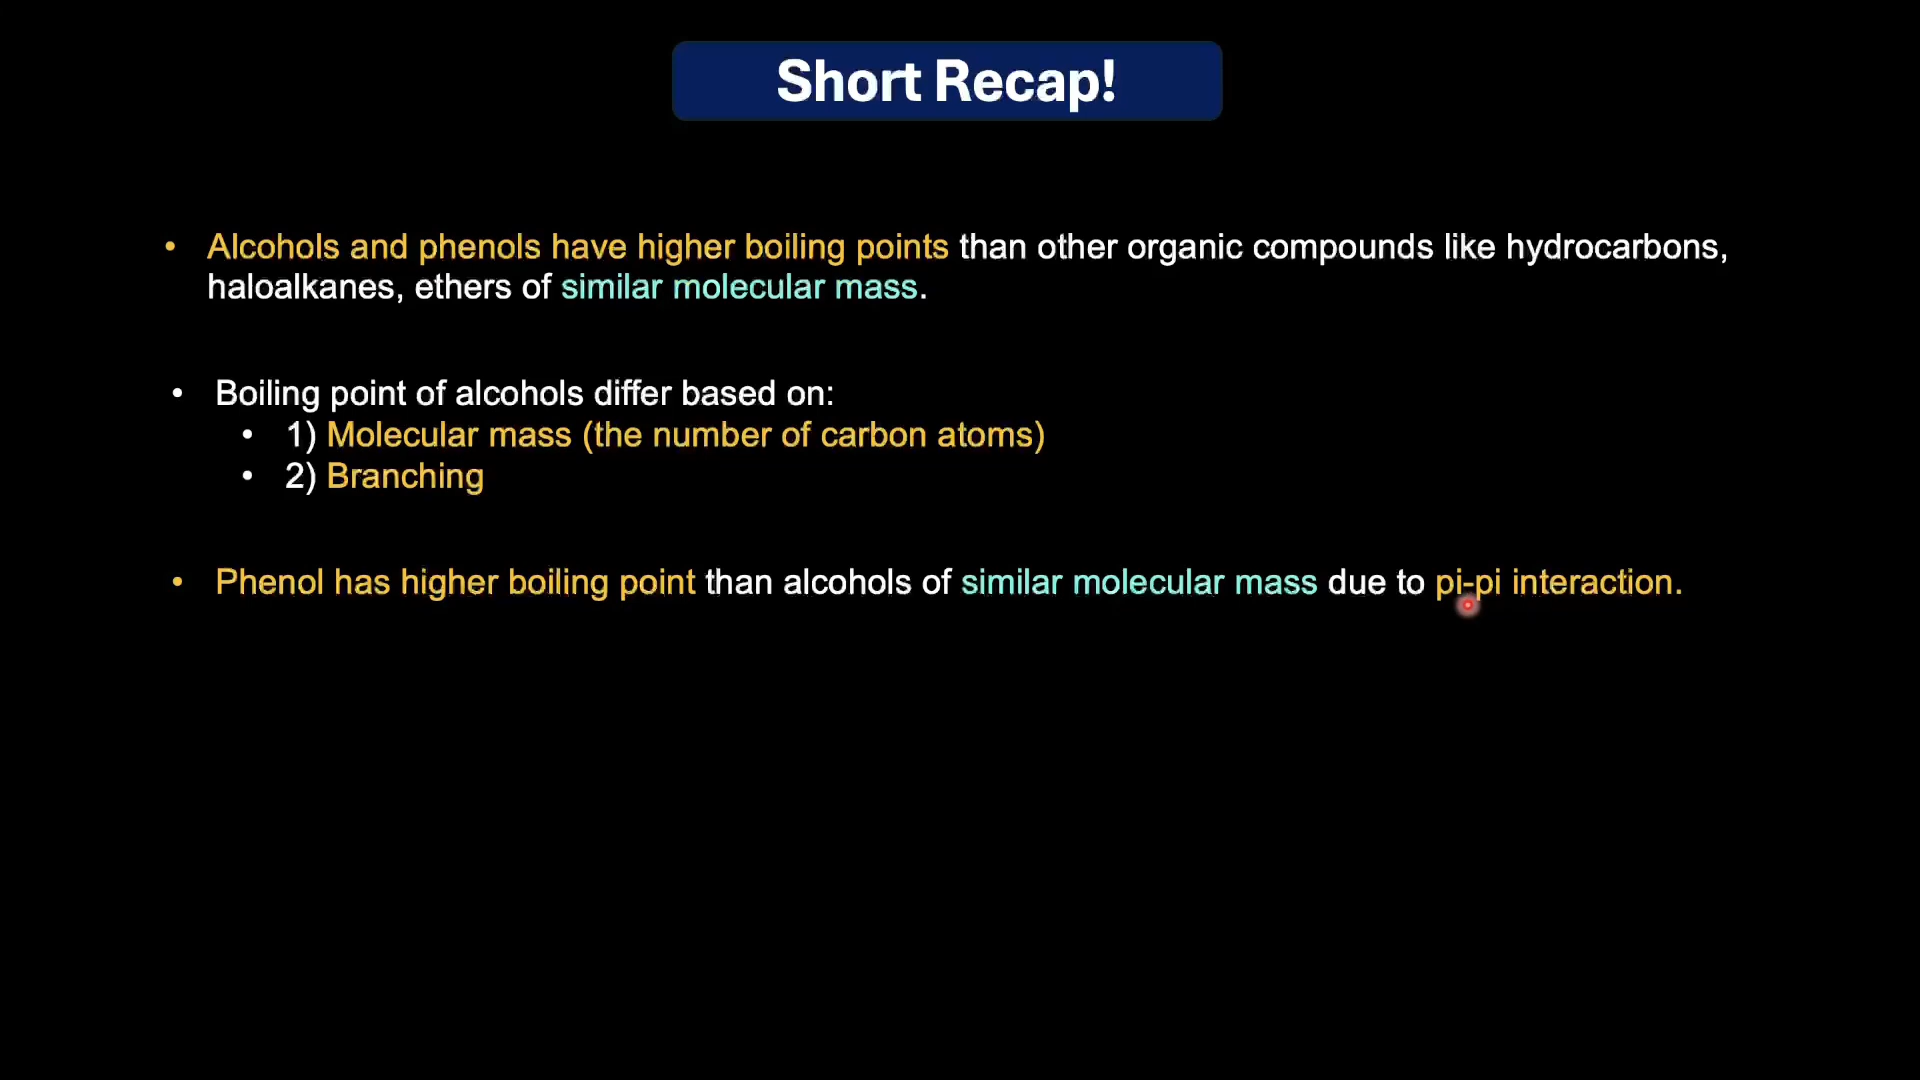 Short Recap!
• Alcohols and phenols have higher boiling points than other organic compounds like hydrocarbons,
haloalkanes, ethers of similar molecular mass.
• Boiling point of alcohols differ based on:
• 1) Molecular mass (the number of carbon atoms)
• 2) Branching
• Phenol has higher boiling point than alcohols of similar molecular mass due to pi-pi interaction.